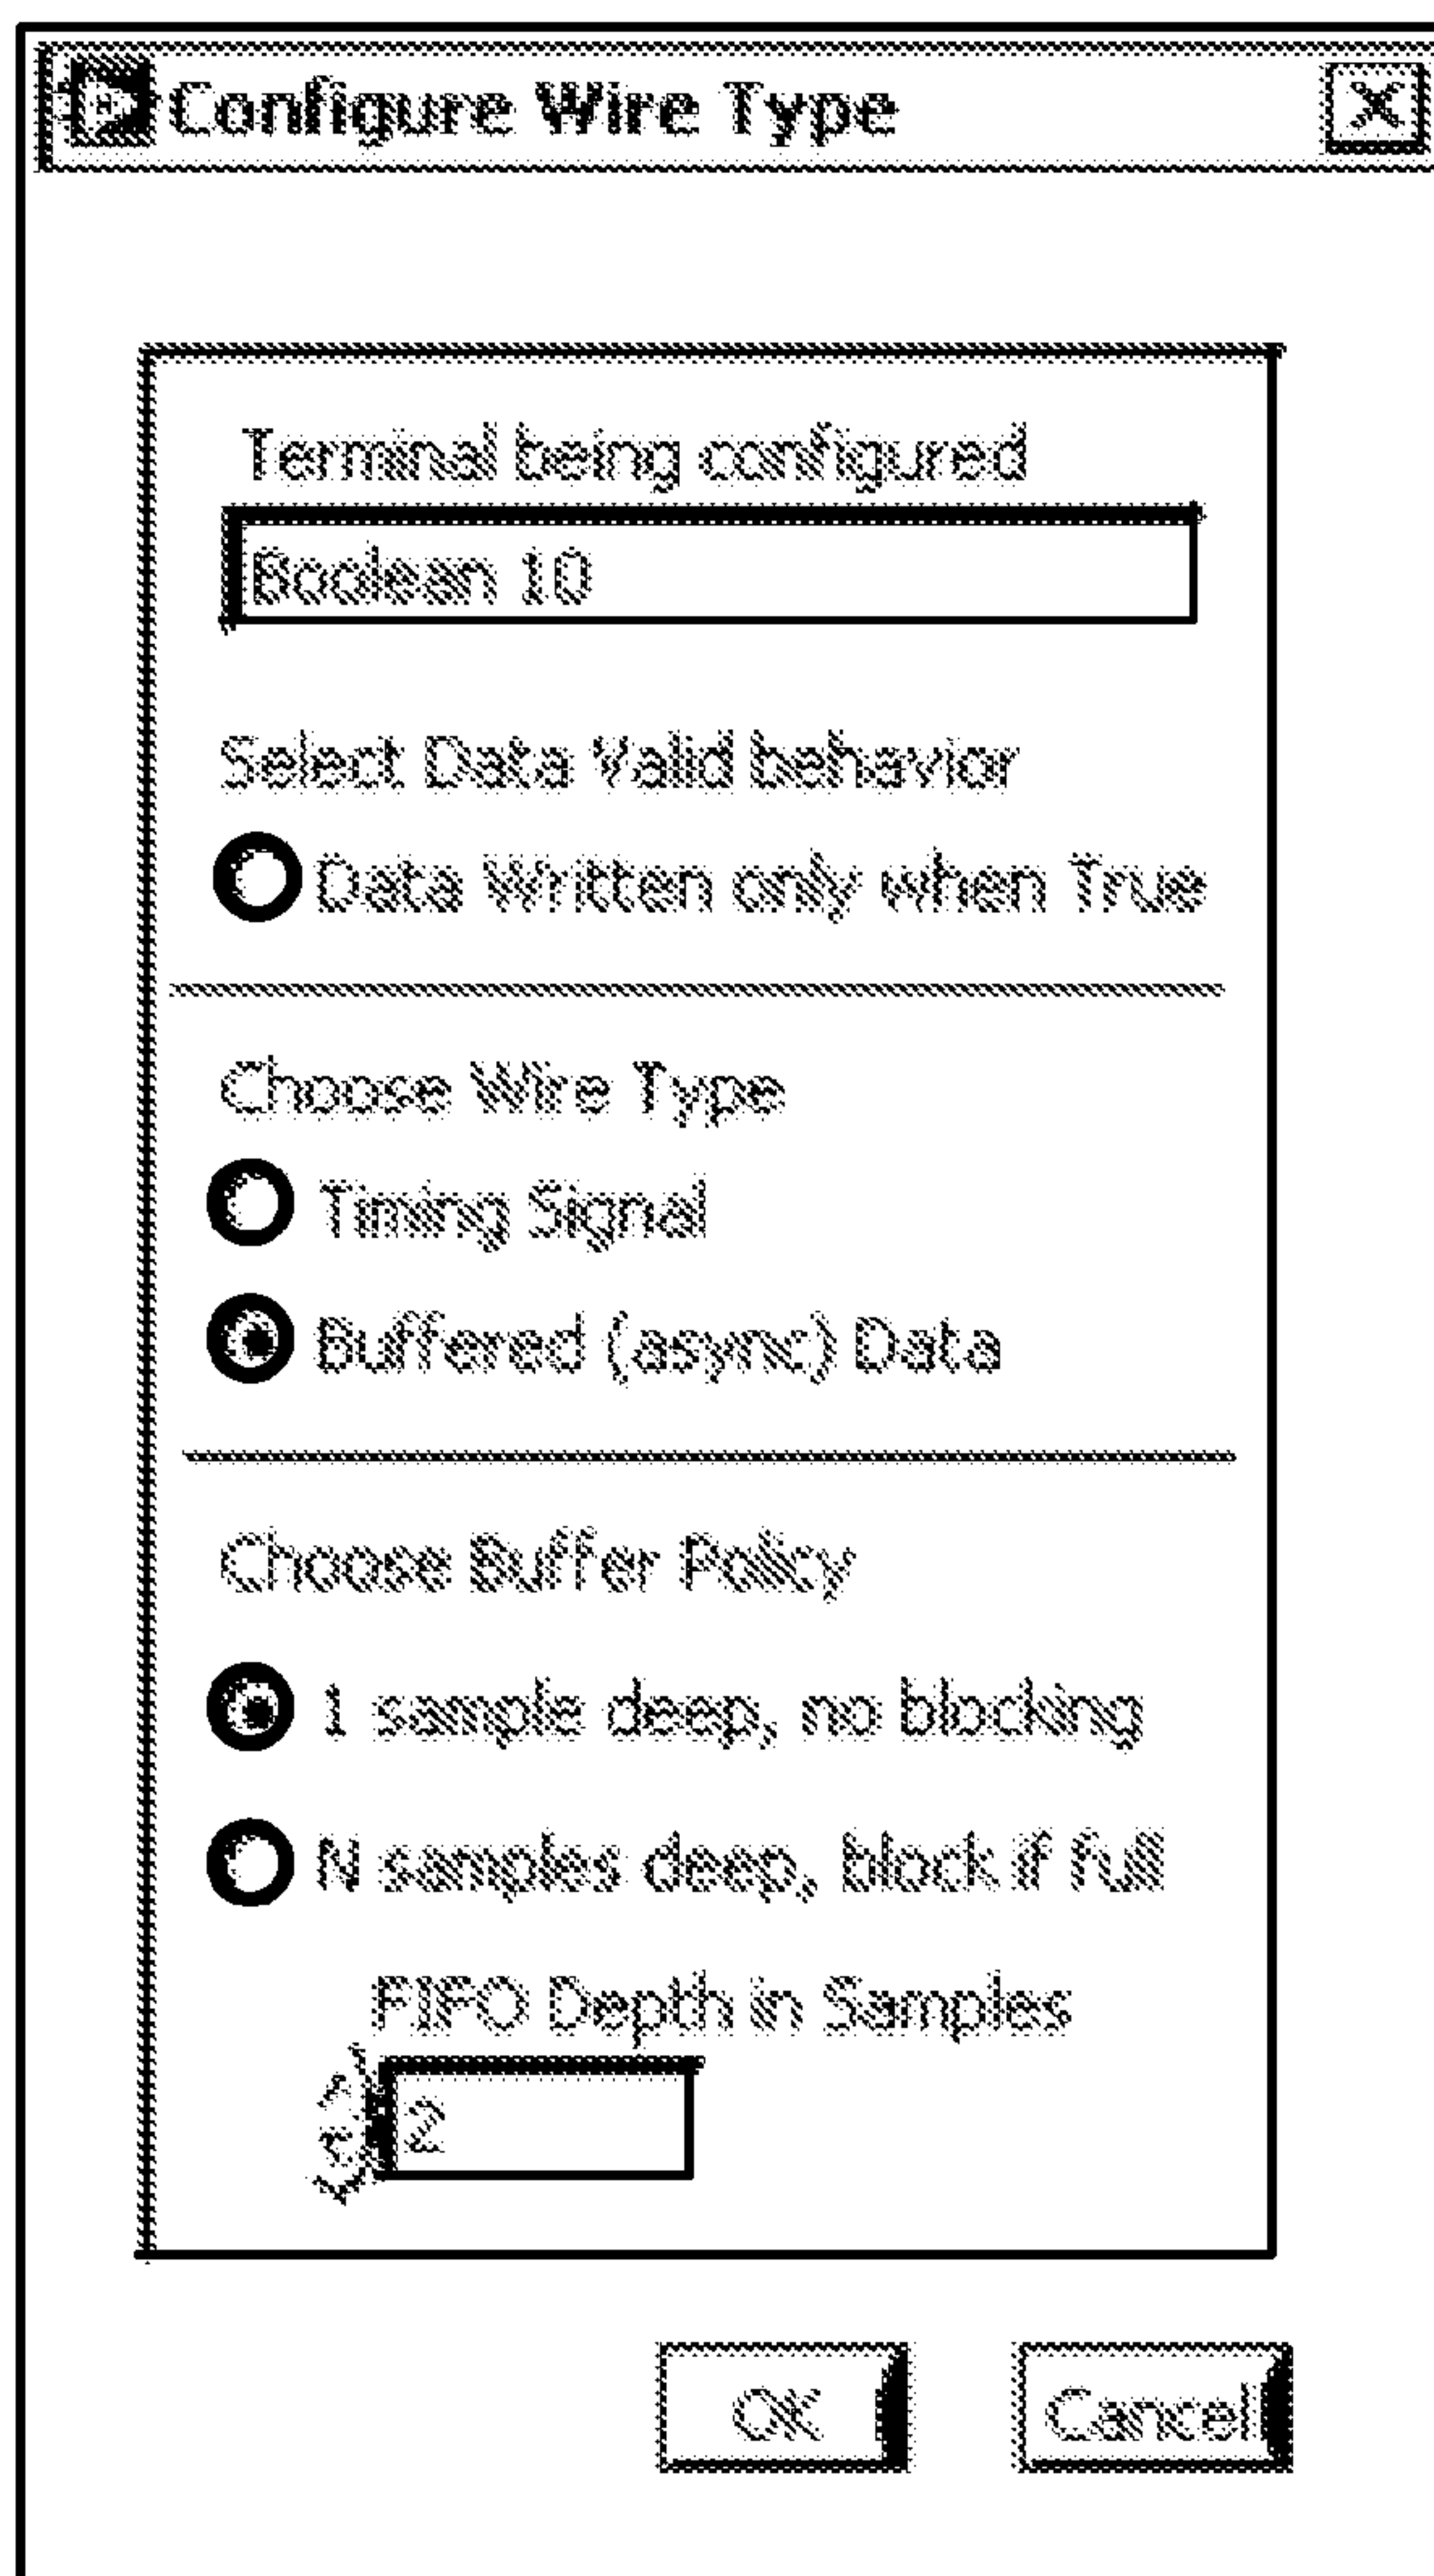 Configure Wire Type
Terminal being configured
Boolean 10
Select Data Valid behavior
Data Written only when True
Choose Wire Type
Timing Signal
Buffered (async) Data
Choose Buffer Policy
1 sample deep, no blocking
N samples deep, block if full
FIFO Depth in Samples
2
OK Cancel